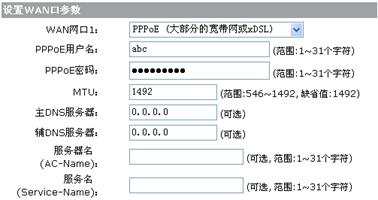 设置WAN口参数
WAN网口1： PPPoE (大部分的宽带网或xDSL)
PPPoE用户名： abc (范围:1~31个字符)
PPPoE密码： ●●●●●●●●● (范围:1~31个字符)
MTU： 1492 (范围:546~1492, 缺省值:1492)
主DNS服务器： 0.0.0.0 (可选)
辅DNS服务器： 0.0.0.0 (可选)
服务器名
(AC-Name)： (可选, 范围:1~31个字符)
服务名
(Service-Name)： (可选, 范围:1~31个字符)